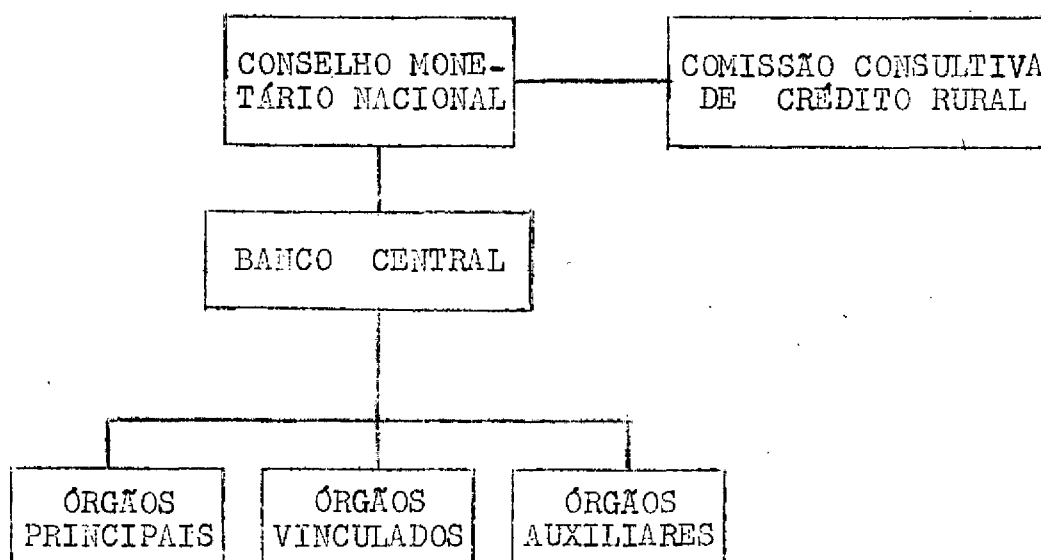 CONSELHO MONE-
TÁRIO NACIONAL
COMISSÃO CONSULTIVA
DE CRÉDITO RURAL
BANCO CENTRAL
ÓRGÃOS
PRINCIPAIS
ÓRGÃOS
VINCULADOS
ÓRGÃOS
AUXILIARES